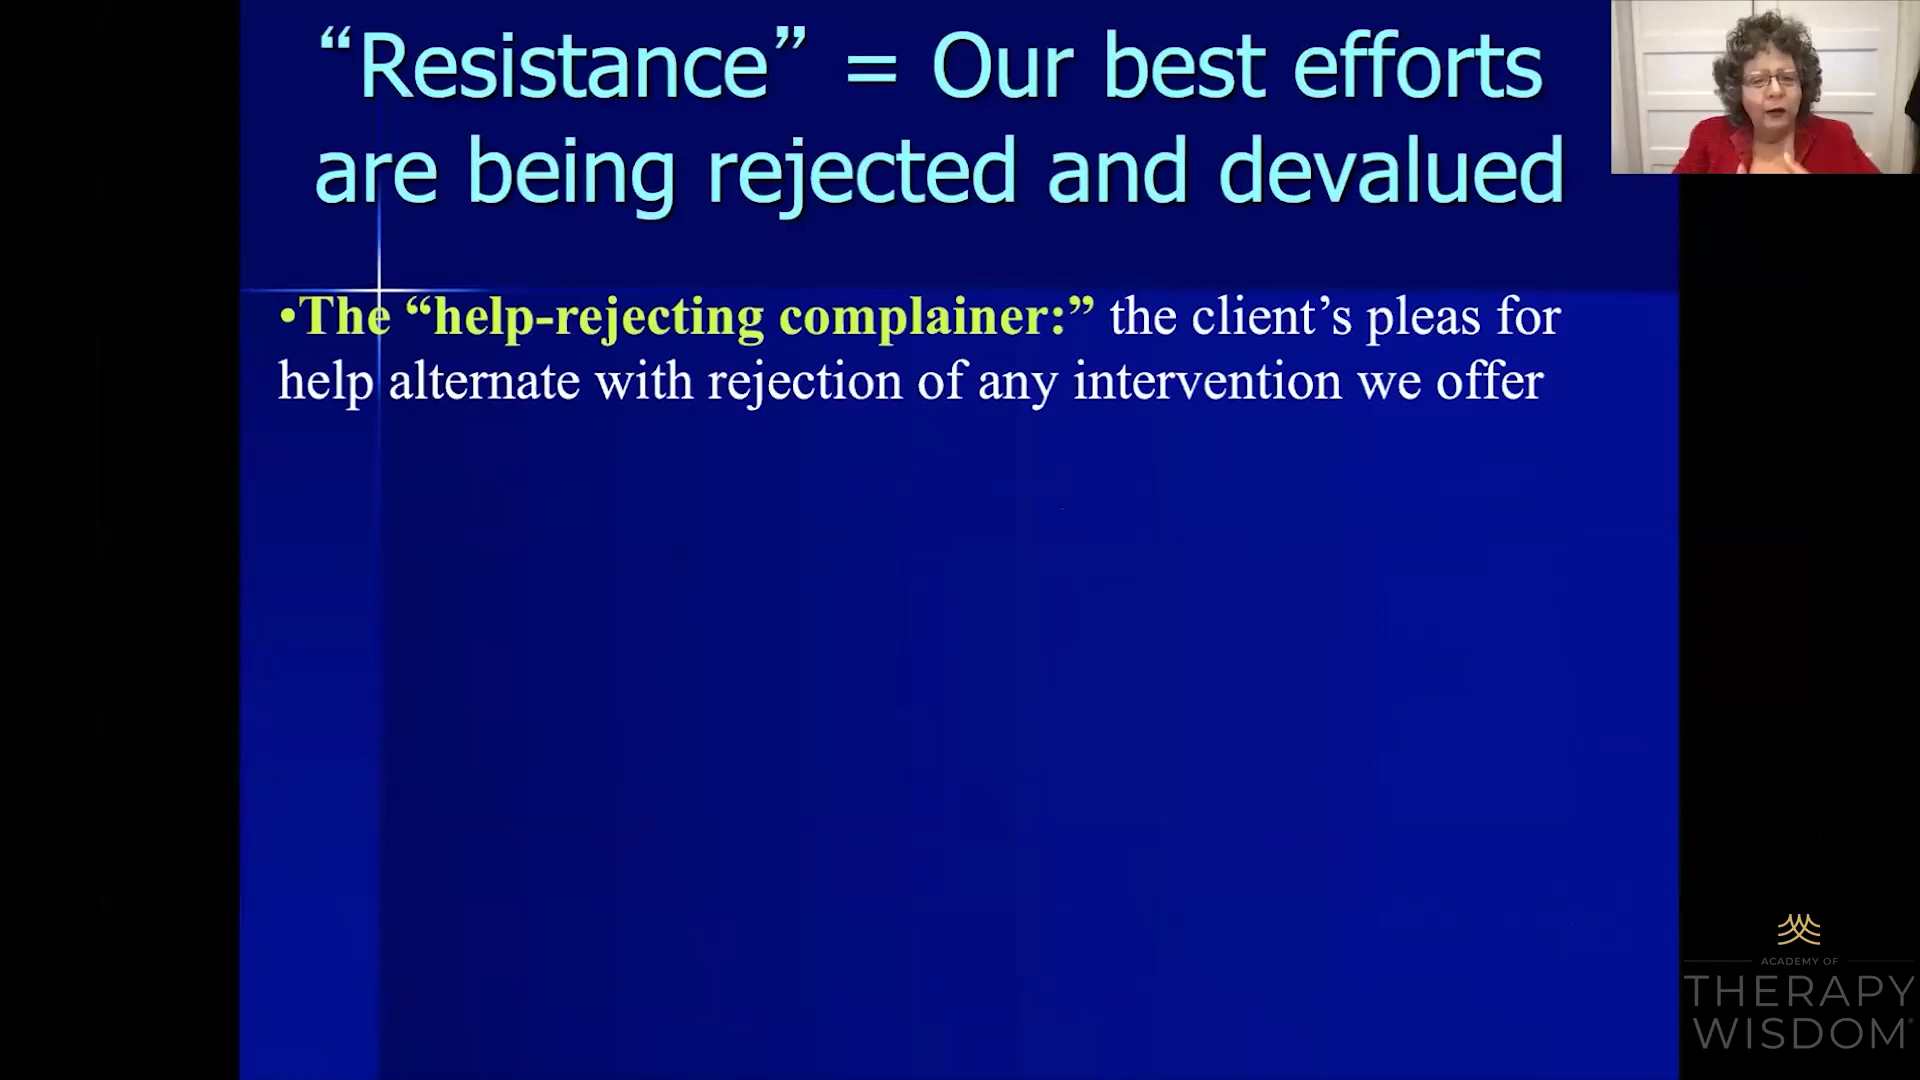 “Resistance” = Our best efforts
are being rejected and devalued
•The “help-rejecting complainer:” the client’s pleas for
help alternate with rejection of any intervention we offer
ACADEMY OF
THERAPY
WISDOM